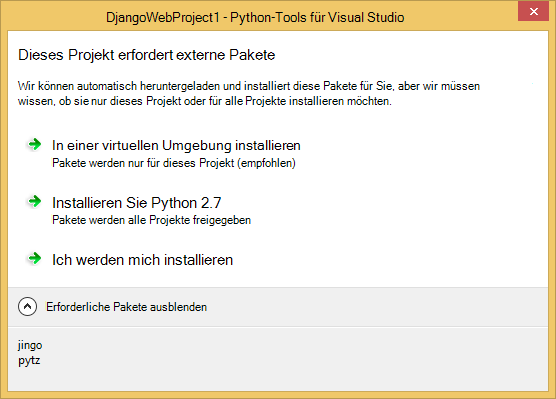 DjangoWebProject1 - Python-Tools für Visual Studio
Dieses Projekt erfordert externe Pakete
Wir können automatisch heruntergeladen und installiert diese Pakete für Sie, aber wir müssen
wissen, ob sie nur dieses Projekt oder für alle Projekte installieren möchten.
In einer virtuellen Umgebung installieren
Pakete werden nur für dieses Projekt (empfohlen)
Installieren Sie Python 2.7
Pakete werden alle Projekte freigegeben
Ich werden mich installieren
Erforderliche Pakete ausblenden
jingo
pytz